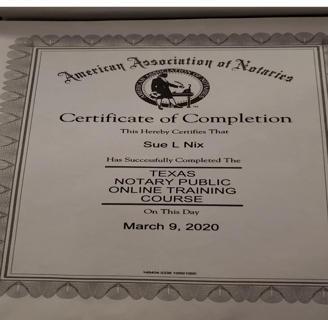 American Association of Notaries
Certificate of Completion
This Hereby Certifies That
Sue L Nix
Has Successfully Completed The
TEXAS
NOTARY PUBLIC
ONLINE TRAINING
COURSE
On This Day
March 9, 2020